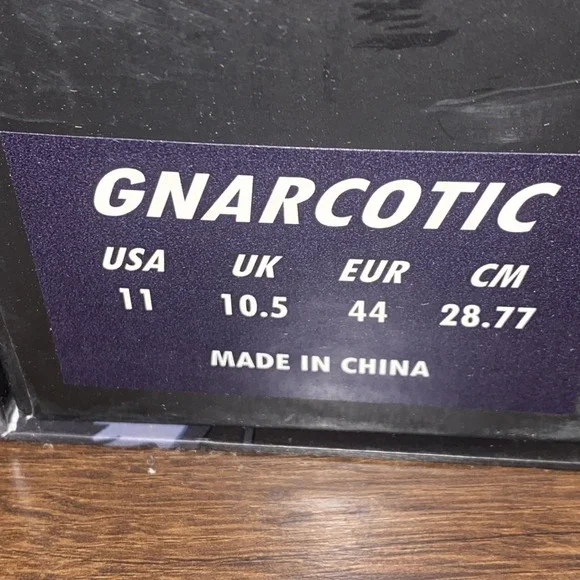 GNARCOTIC
USA UK EUR CM
11 10.5 44 28.77
MADE IN CHINA